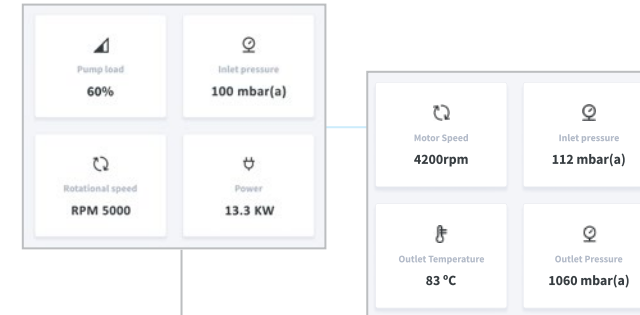 Pump load
60%
Inlet pressure
100 mbar(a)
Rotational speed
RPM 5000
Power
13.3 KW
Motor Speed
4200rpm
Inlet pressure
112 mbar(a)
Outlet Temperature
83 ºC
Outlet Pressure
1060 mbar(a)